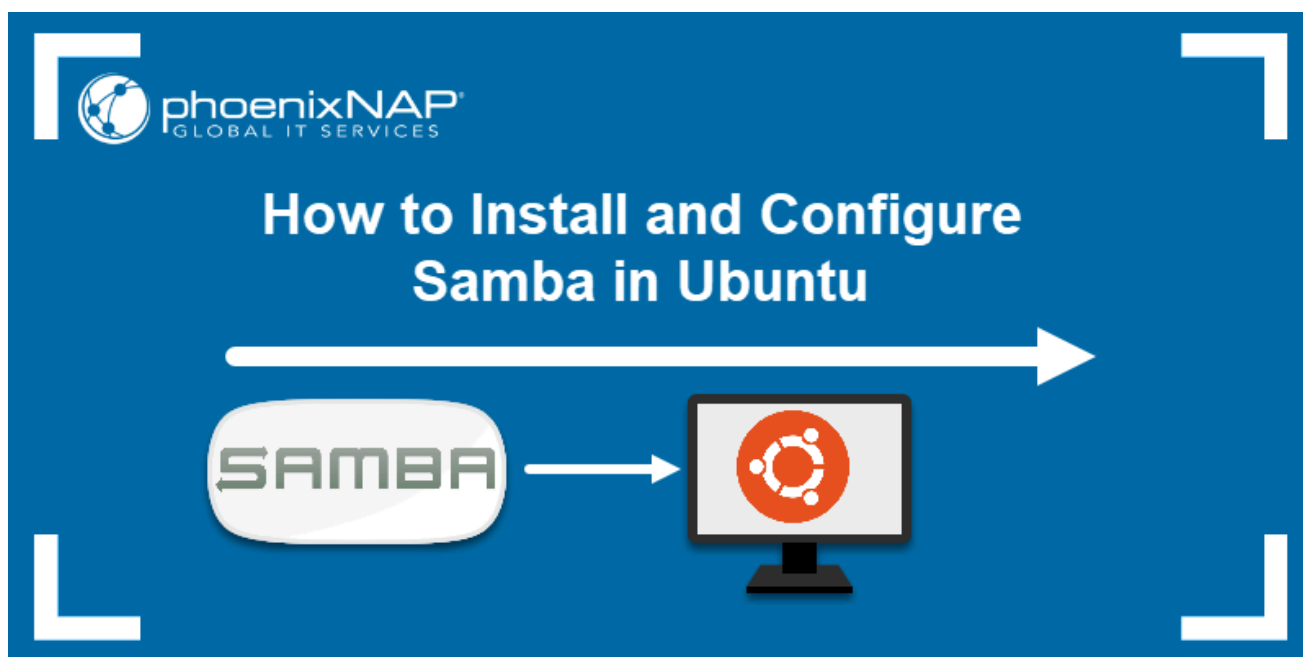 phoenixNAP®
GLOBAL IT SERVICES
How to Install and Configure
Samba in Ubuntu
SAMBA